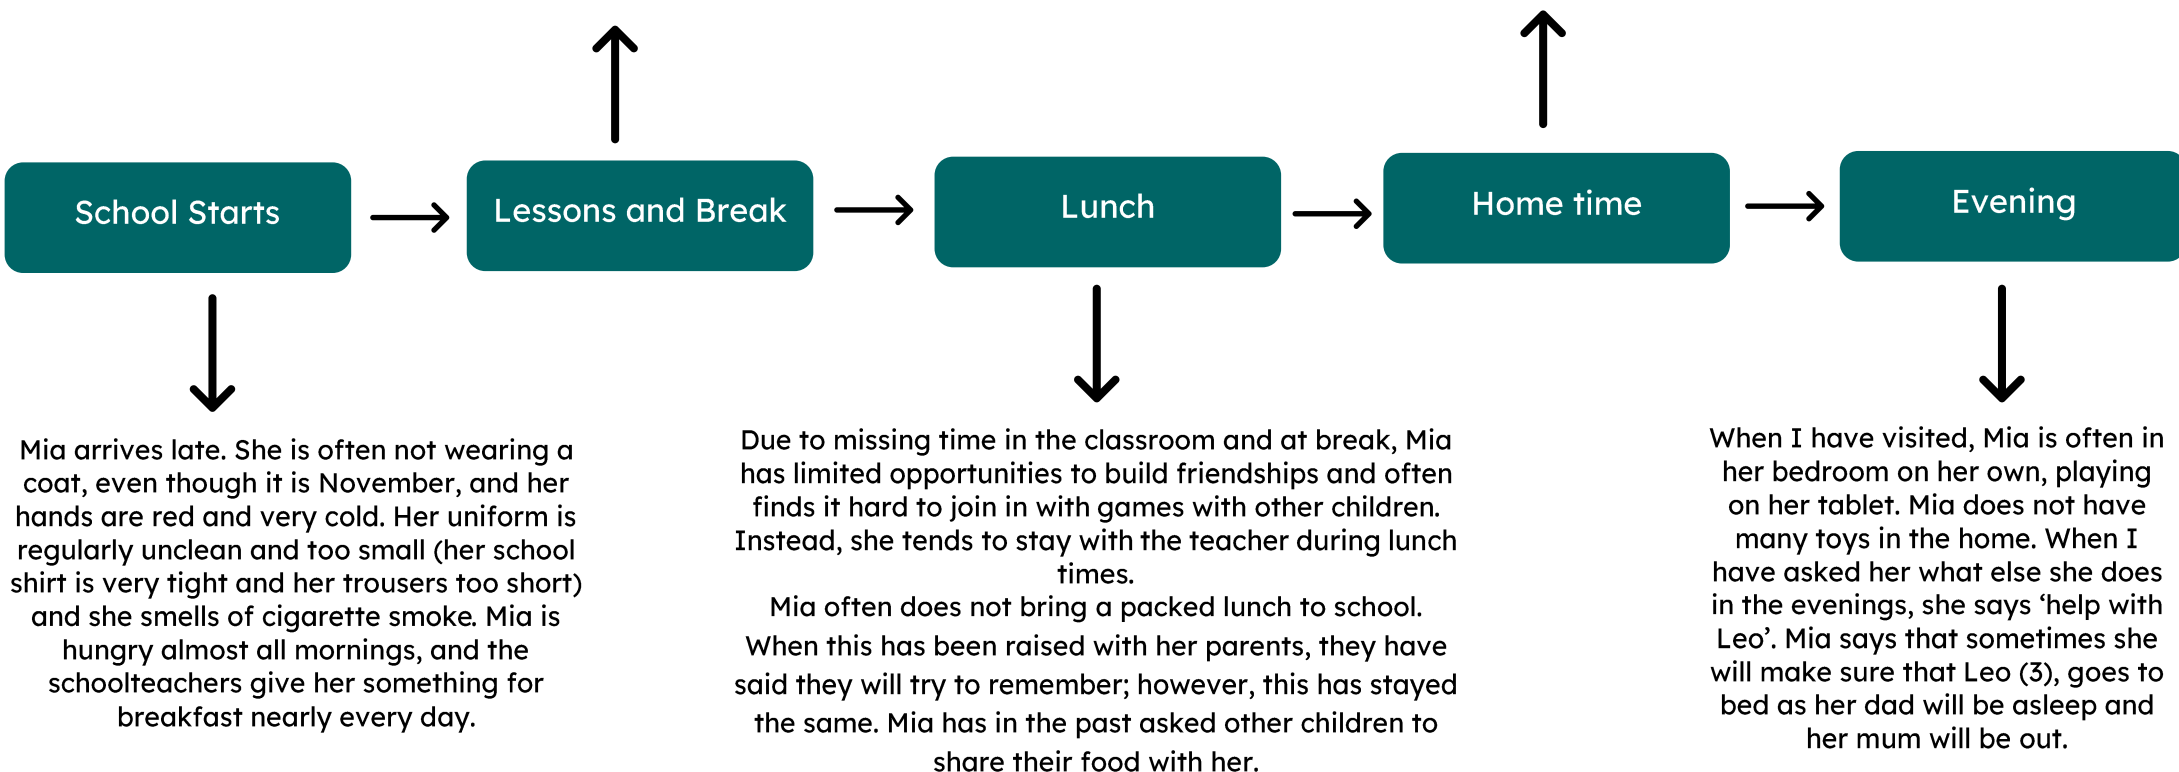 School Starts
Lessons and Break
Lunch
Home time
Evening
Mia arrives late. She is often not wearing a
coat, even though it is November, and her
hands are red and very cold. Her uniform is
regularly unclean and too small (her school
shirt is very tight and her trousers too short)
and she smells of cigarette smoke. Mia is
hungry almost all mornings, and the
schoolteachers give her something for
breakfast nearly every day.
Due to missing time in the classroom and at break, Mia
has limited opportunities to build friendships and often
finds it hard to join in with games with other children.
Instead, she tends to stay with the teacher during lunch
times.
Mia often does not bring a packed lunch to school.
When this has been raised with her parents, they have
said they will try to remember; however, this has stayed
the same. Mia has in the past asked other children to
share their food with her.
When I have visited, Mia is often in
her bedroom on her own, playing
on her tablet. Mia does not have
many toys in the home. When I
have asked her what else she does
in the evenings, she says ‘help with
Leo’. Mia says that sometimes she
will make sure that Leo (3), goes to
bed as her dad will be asleep and
her mum will be out.